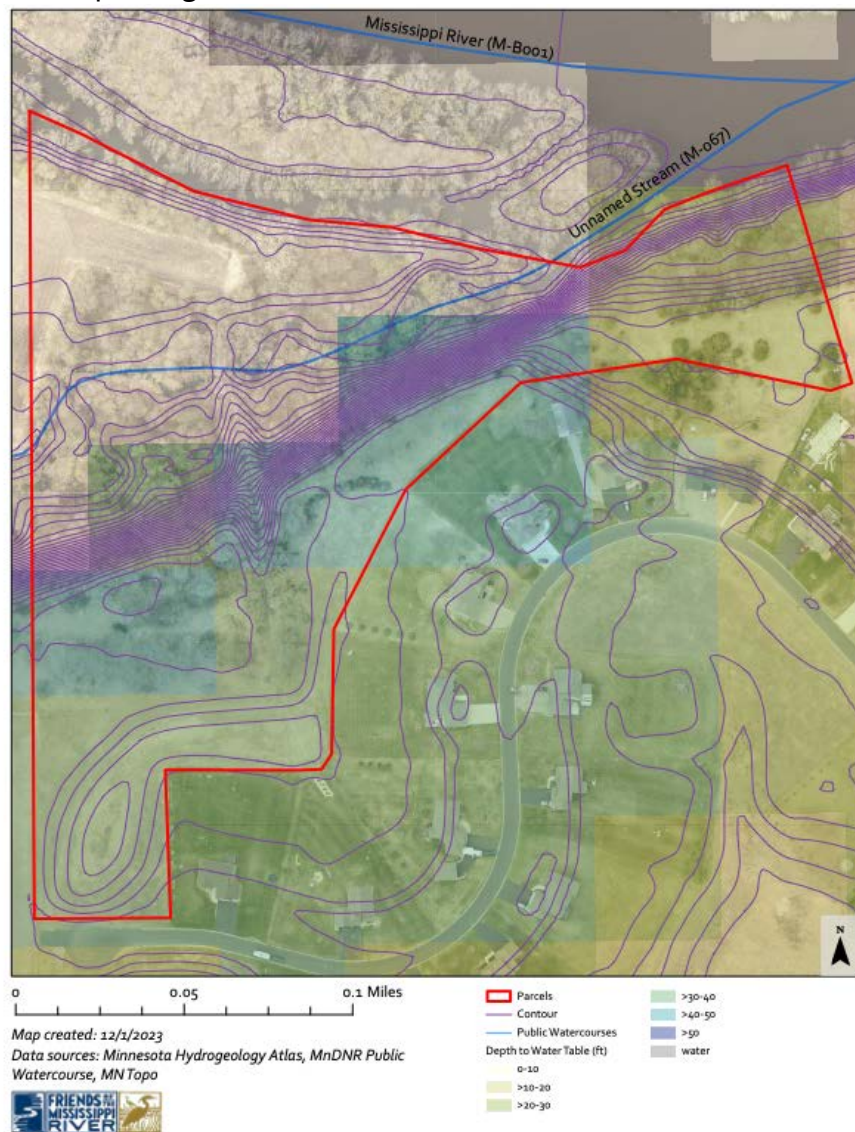 Mississippi River (M-B001)
Unnamed Stream (M-067)
N
0 0.05 0.1 Miles
Map created: 12/1/2023
Data sources: Minnesota Hydrogeology Atlas, MnDNR Public
Watercourse, MN Topo
FRIENDS OF THE
MISSISSIPPI
RIVER
Parcels
Contour
Public Watercourses
Depth to Water Table (ft)
0-10
>10-20
>20-30
>30-40
>40-50
>50
water